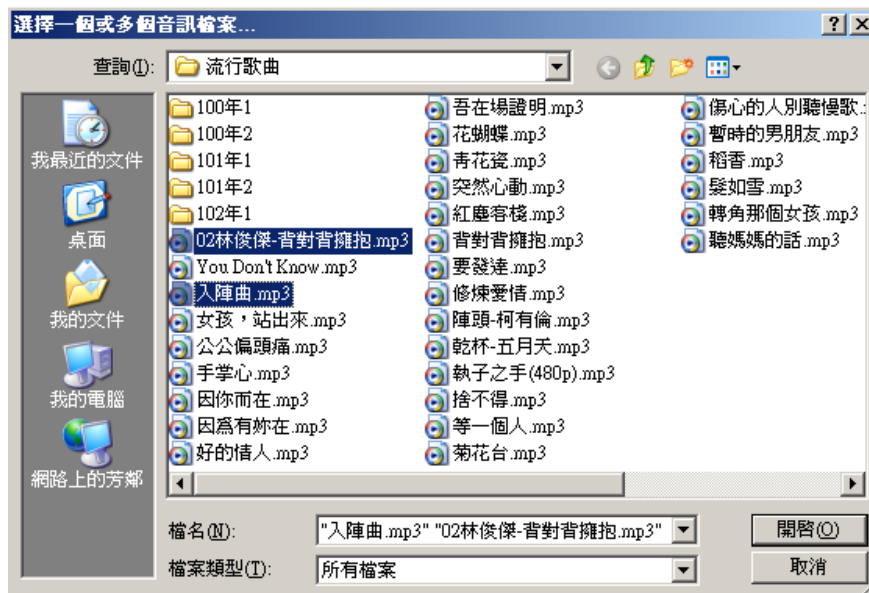 選擇一個或多個音訊檔案...
查詢(I):
流行歌曲
我最近的文件
桌面
我的文件
我的電腦
網路上的芳鄰
100年1
100年2
101年1
101年2
102年1
02林俊傑-背對背擁抱.mp3
You Don't Know.mp3
入陣曲.mp3
女孩，站出來.mp3
公公偏頭痛.mp3
手掌心.mp3
因你而在.mp3
因為有妳在.mp3
好的情人.mp3
吾在場證明.mp3
花蝴蝶.mp3
青花瓷.mp3
突然心動.mp3
紅塵客棧.mp3
背對背擁抱.mp3
要發達.mp3
修煉愛情.mp3
陣頭-柯有倫.mp3
乾杯-五月天.mp3
執子之手(480p).mp3
捨不得.mp3
等一個人.mp3
菊花台.mp3
傷心的人別聽慢歌.
暫時的男朋友.mp3
稻香.mp3
髮如雪.mp3
轉角那個女孩.mp3
聽媽媽的話.mp3
檔名(N):
"入陣曲.mp3" "02林俊傑-背對背擁抱.mp3"
開啓(O)
檔案類型(T):
所有檔案
取消